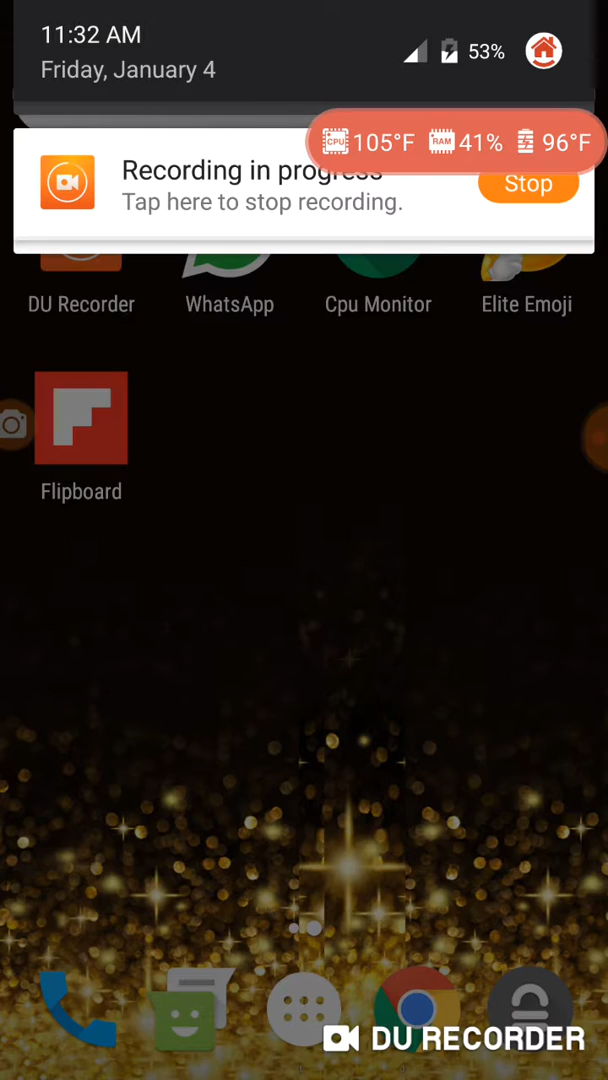 11:32 AM
53%
Friday, January 4
CPU 105°F RAM 41% 96°F
Recording in progress
Stop
Tap here to stop recording.
DU Recorder
WhatsApp
Cpu Monitor
Elite Emoji
Flipboard
DU RECORDER